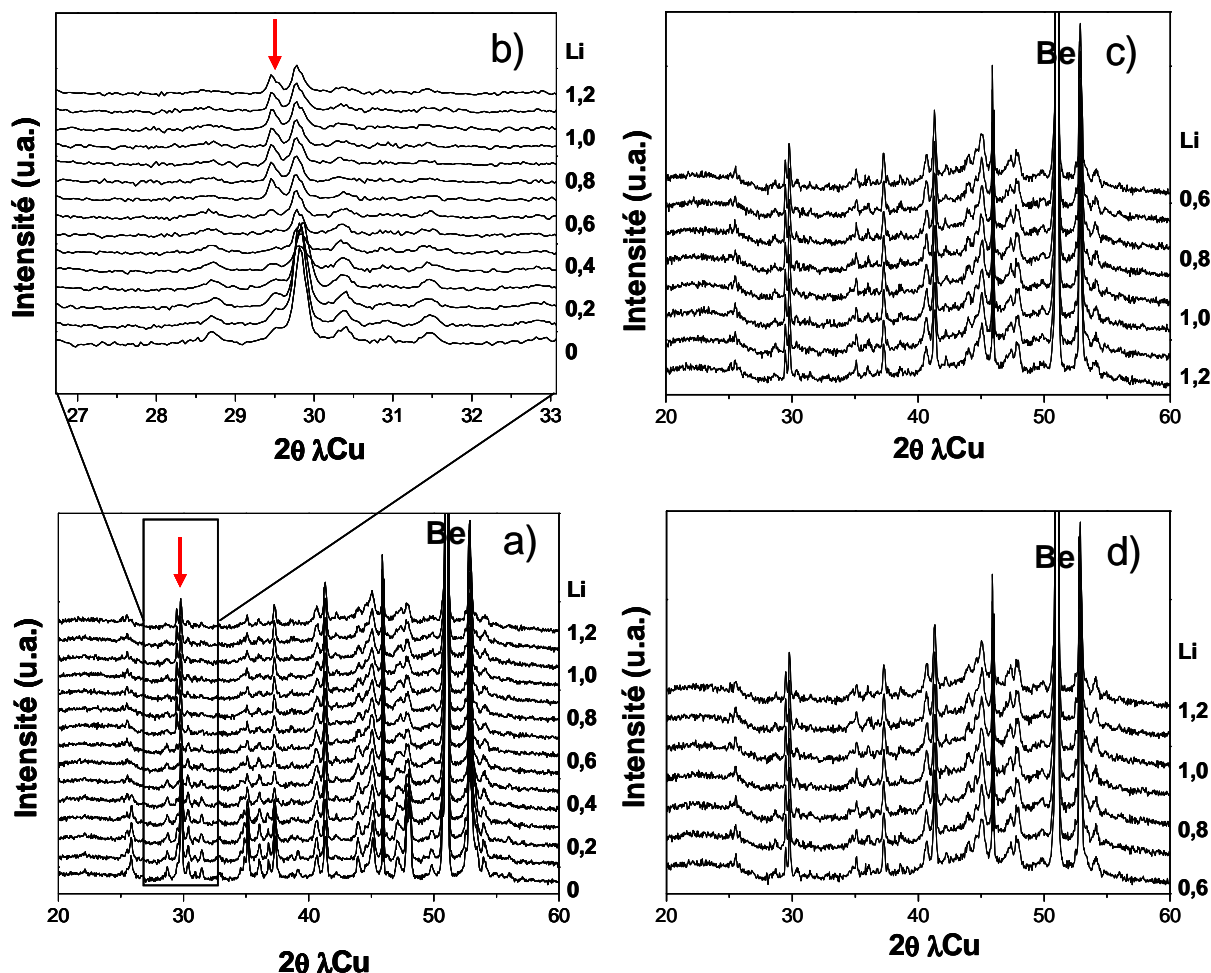 b)
Li
1,2
1,0
0,8
0,6
0,4
0,2
0
Intensité (u.a.)
27 28 29 30 31 32 33
2θ λCu
c)
Be
Li
0,6
0,8
1,0
1,2
Intensité (u.a.)
20 30 40 50 60
2θ λCu
a)
Be
Li
1,2
1,0
0,8
0,6
0,4
0,2
0
Intensité (u.a.)
20 30 40 50 60
2θ λCu
d)
Be
Li
1,2
1,0
0,8
0,6
Intensité (u.a.)
20 30 40 50 60
2θ λCu